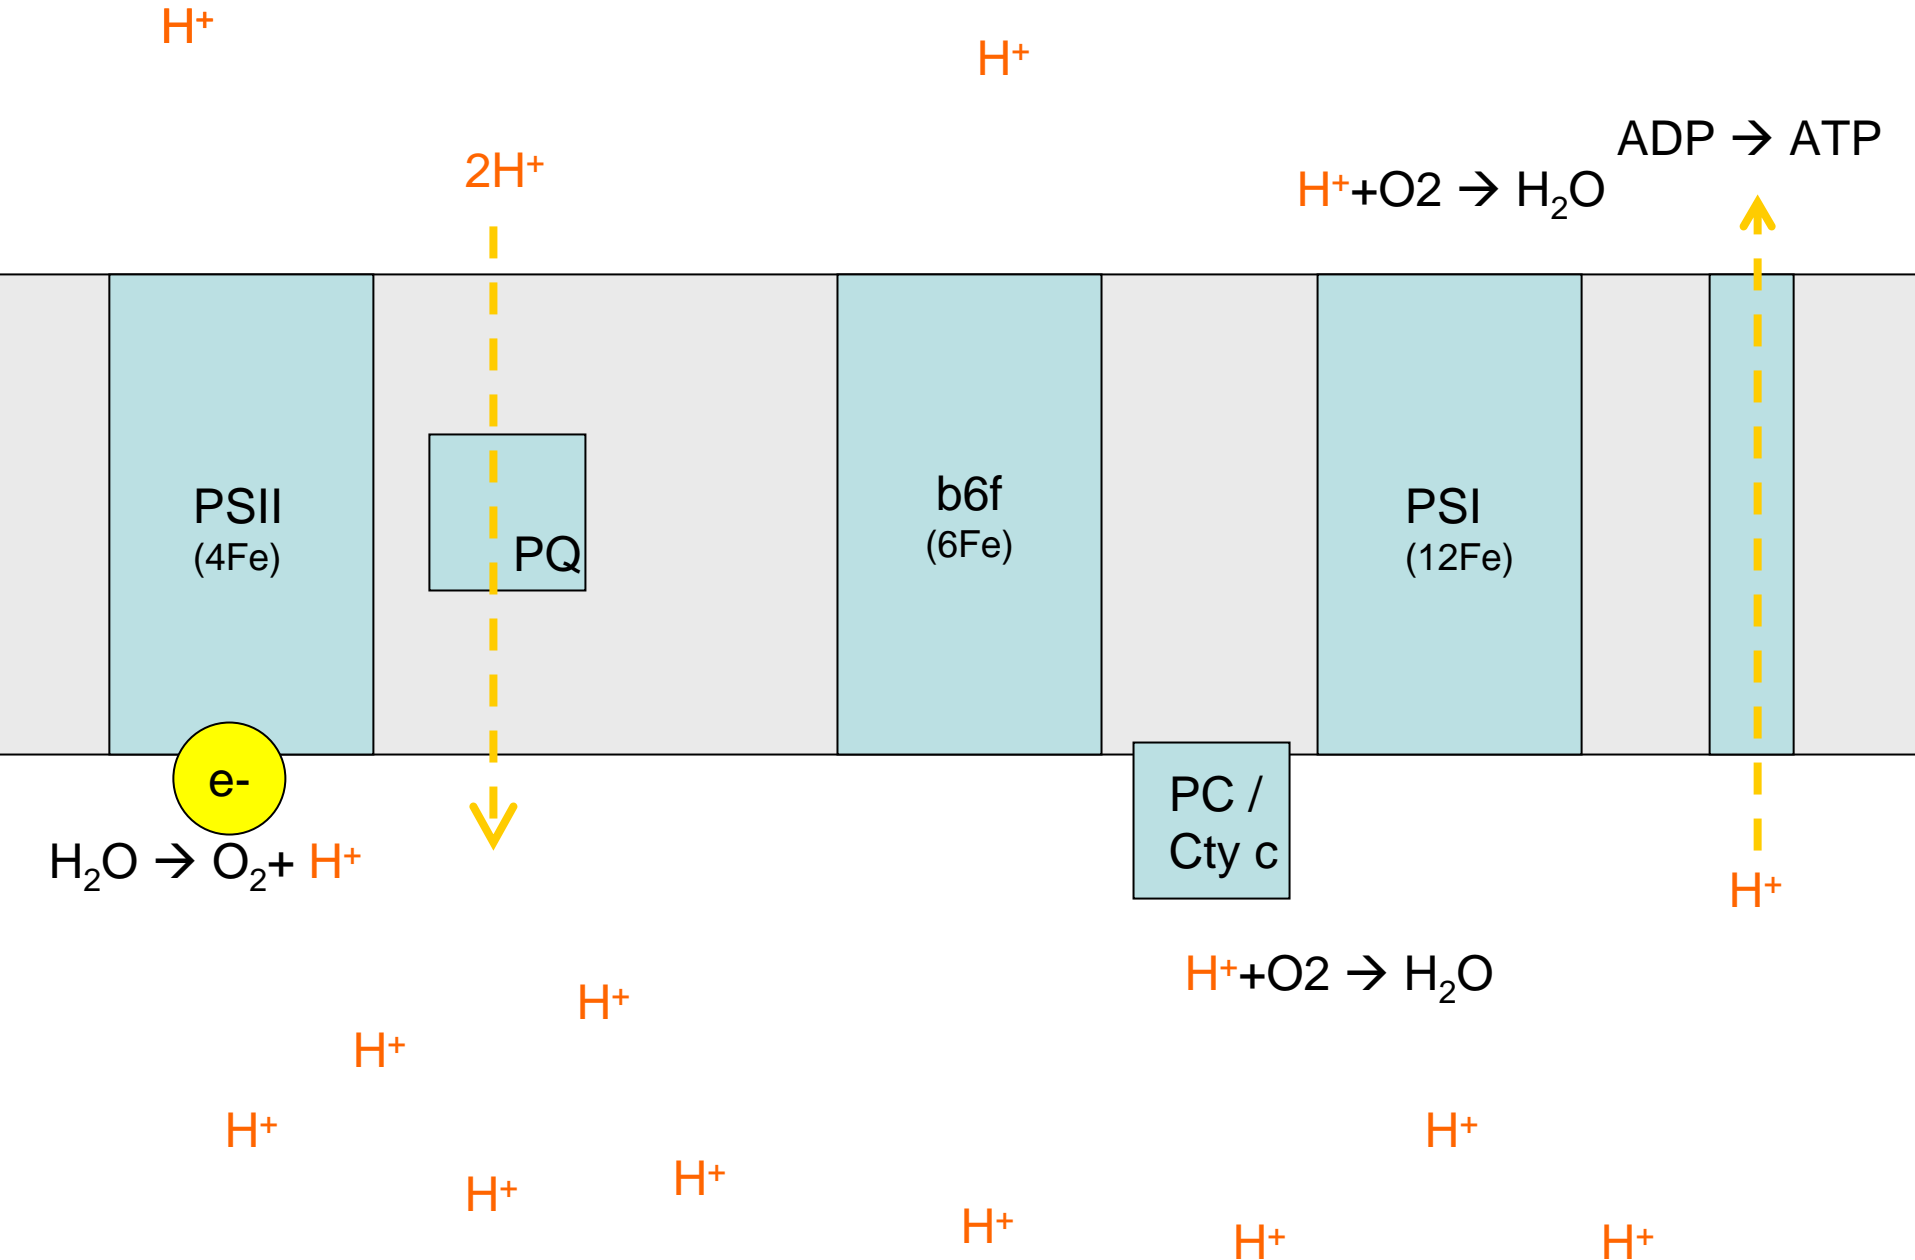 H⁺
H⁺
ADP → ATP
2H⁺
H⁺+O2 → H₂O
PSII
(4Fe)
PQ
b6f
(6Fe)
PSI
(12Fe)
e-
PC /
Cty c
H₂O → O₂+ H⁺
H⁺
H⁺+O2 → H₂O
H⁺
H⁺
H⁺
H⁺
H⁺
H⁺
H⁺
H⁺
H⁺